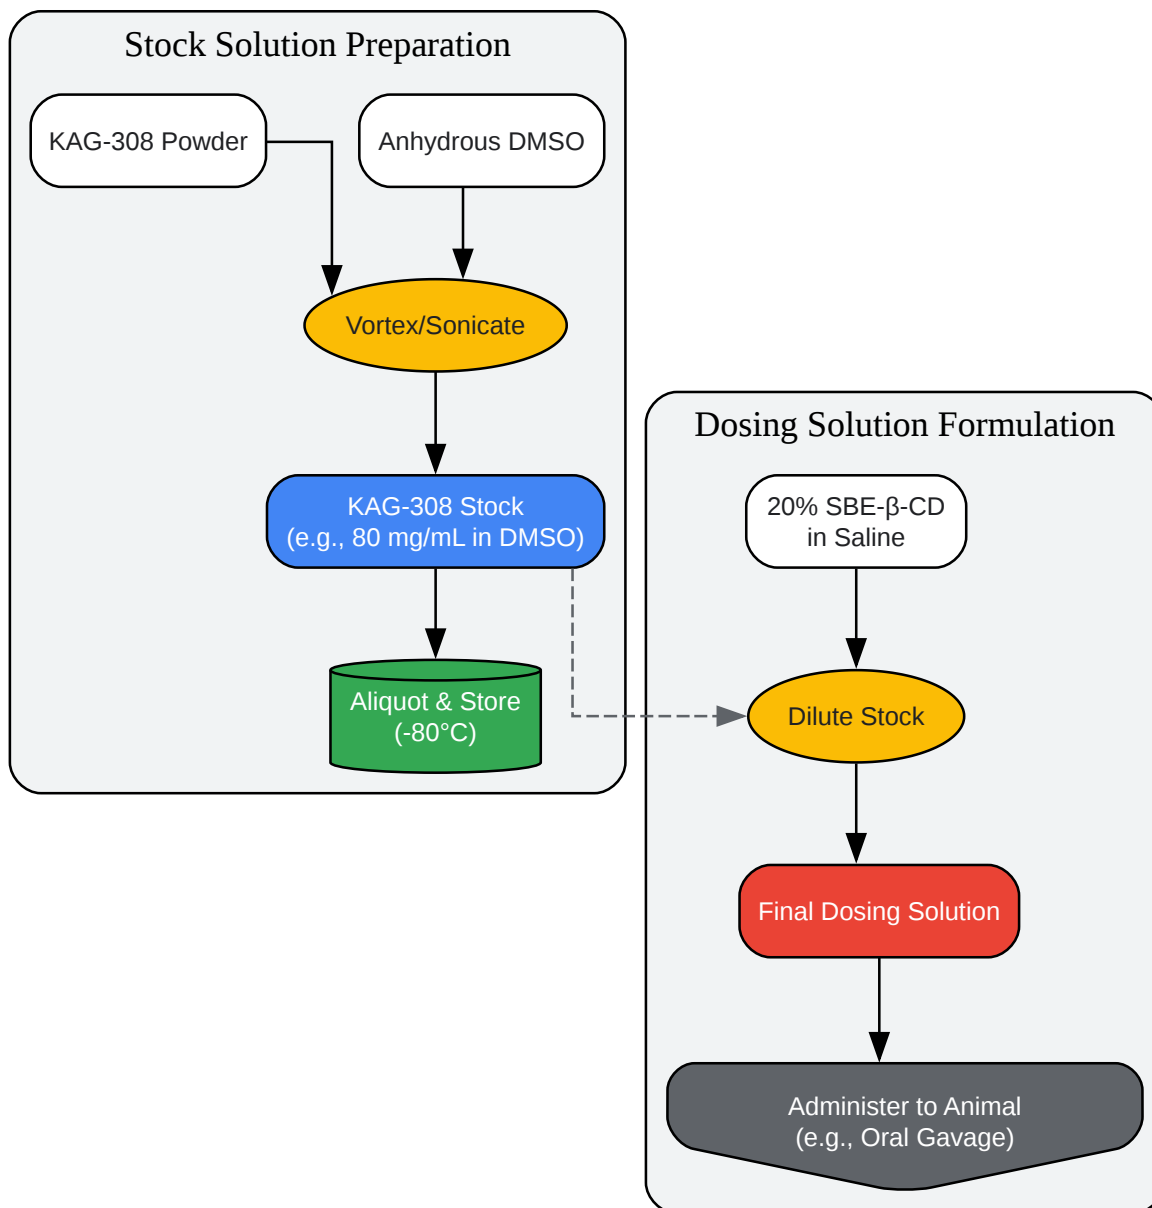 Stock Solution Preparation
KAG-308 Powder
Anhydrous DMSO
Vortex/Sonicate
KAG-308 Stock
(e.g., 80 mg/mL in DMSO)
Aliquot & Store
(-80°C)
Dosing Solution Formulation
20% SBE-β-CD
in Saline
Dilute Stock
Final Dosing Solution
Administer to Animal
(e.g., Oral Gavage)